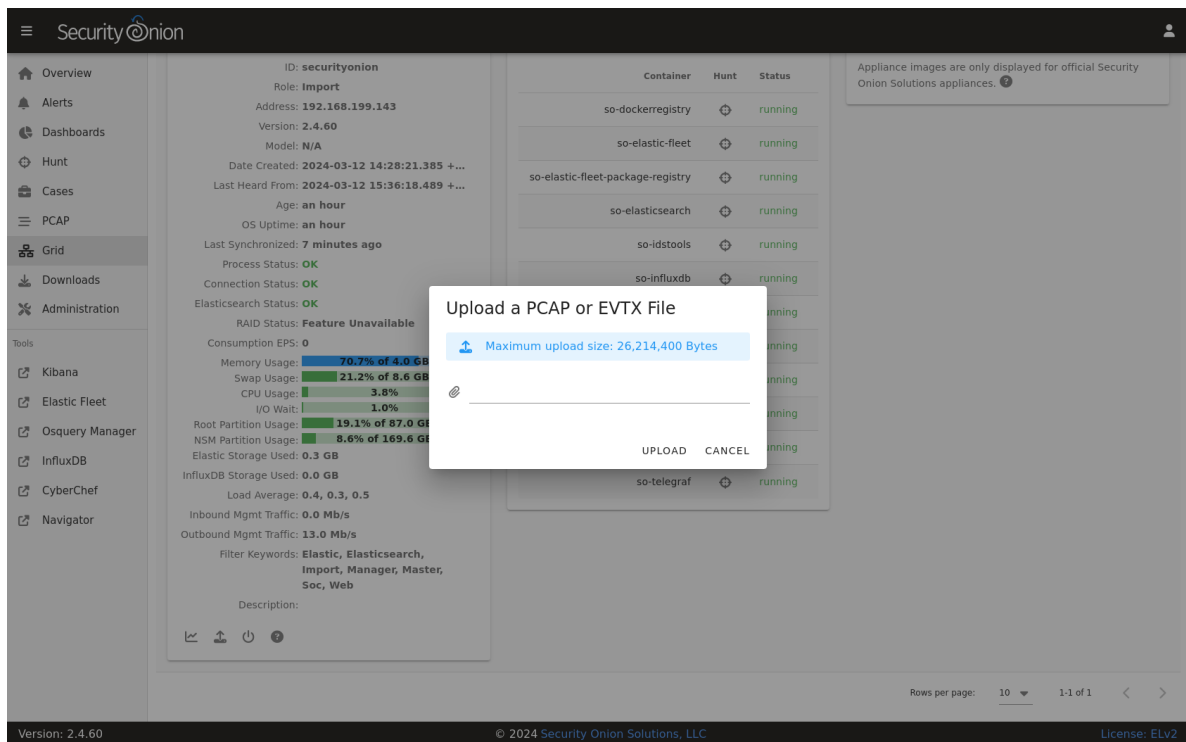 Security Onion
Overview
Alerts
Dashboards
Hunt
Cases
PCAP
Grid
Downloads
Administration
Tools
Kibana
Elastic Fleet
Osquery Manager
InfluxDB
CyberChef
Navigator
ID: securityonion
Role: Import
Address: 192.168.199.143
Version: 2.4.60
Model: N/A
Date Created: 2024-03-12 14:28:21.385 +...
Last Heard From: 2024-03-12 15:36:18.489 +...
Age: an hour
OS Uptime: an hour
Last Synchronized: 7 minutes ago
Process Status: OK
Connection Status: OK
Elasticsearch Status: OK
RAID Status: Feature Unavailable
Consumption EPS: 0
Memory Usage: 70.7% of 4.0 GB
Swap Usage: 21.2% of 8.6 GB
CPU Usage: 3.8%
I/O Wait: 1.0%
Root Partition Usage: 19.1% of 87.0 GB
NSM Partition Usage: 8.6% of 169.6 GB
Elastic Storage Used: 0.3 GB
InfluxDB Storage Used: 0.0 GB
Load Average: 0.4, 0.3, 0.5
Inbound Mgmt Traffic: 0.0 Mb/s
Outbound Mgmt Traffic: 13.0 Mb/s
Filter Keywords: Elastic, Elasticsearch,
Import, Manager, Master,
Soc, Web
Description:
Container Hunt Status
so-dockerregistry running
so-elastic-fleet running
so-elastic-fleet-package-registry running
so-elasticsearch running
so-idstools running
so-influxdb running
so-telegraf running
Appliance images are only displayed for official Security
Onion Solutions appliances.
Upload a PCAP or EVTX File
Maximum upload size: 26,214,400 Bytes
UPLOAD CANCEL
Rows per page: 10 1-1 of 1
Version: 2.4.60 © 2024 Security Onion Solutions, LLC License: ELv2